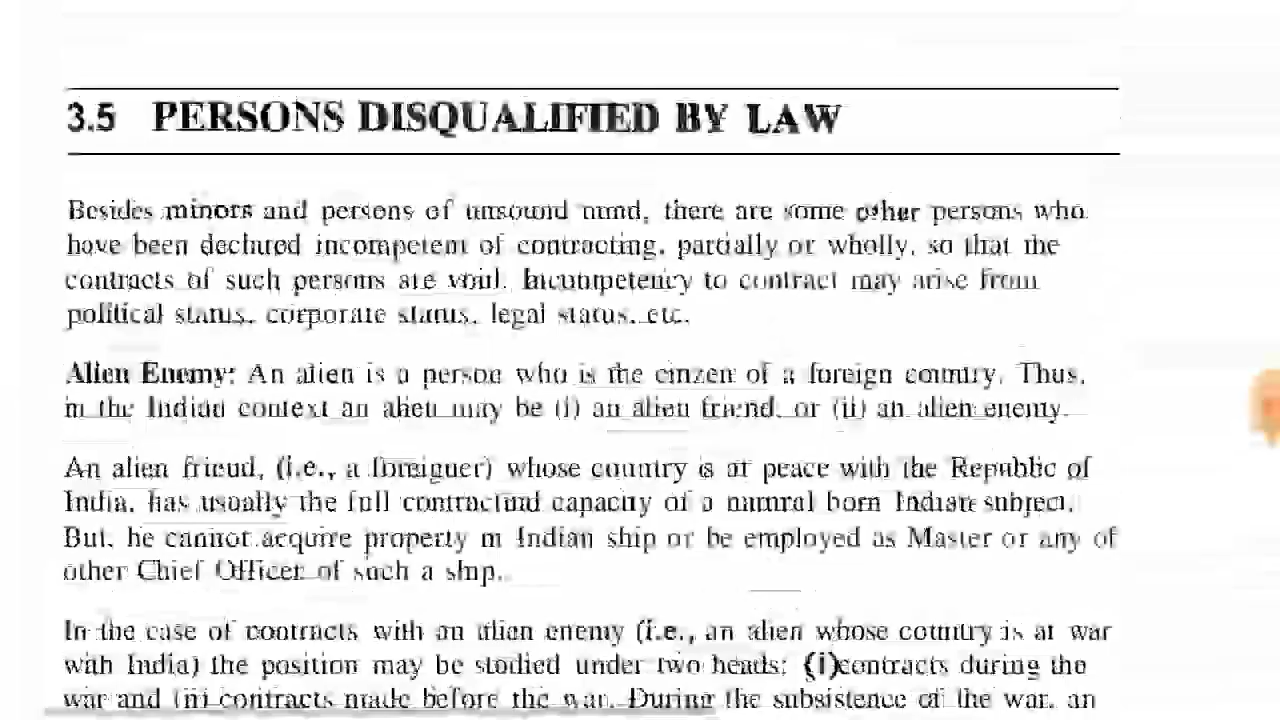 3.5 PERSONS DISQUALIFIED BY LAW
Besides minors and persons of unsound mind, there are some other persons who
have been declared incompetent of contracting, partially or wholly, so that the
contracts of such persons are void. Incompetency to contract may arise from
political status, corporate status, legal status, etc.
Alien Enemy: An alien is a person who is the citizen of a foreign country. Thus,
in the Indian context an alien may be (i) an alien friend, or (ii) an alien enemy.
An alien friend, (i.e., a foreigner) whose country is at peace with the Republic of
India, has usually the full contractual capacity of a natural born Indian subject.
But, he cannot acquire property in Indian ship or be employed as Master or any of
other Chief Officer of such a ship.
In the case of contracts with an alien enemy (i.e., an alien whose country is at war
with India) the position may be studied under two heads: (i)contracts during the
war and (ii) contracts made before the war. During the subsistence of the war, an